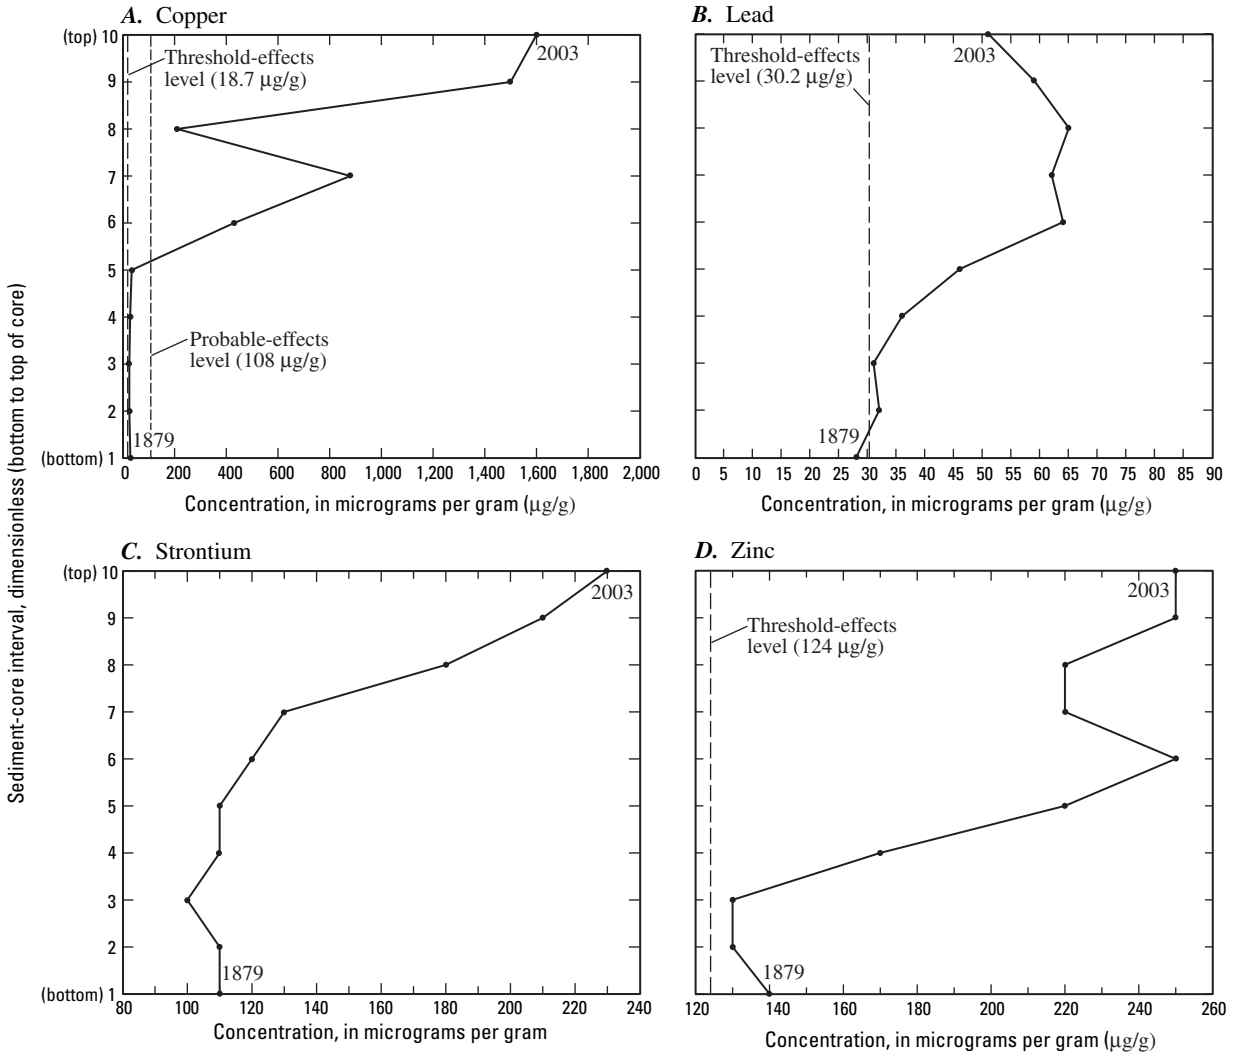 A. Copper
(top) 10
9
8
7
6
5
4
3
2
(bottom) 1
Threshold-effects
level (18.7 µg/g)
2003
Probable-effects
level (108 µg/g)
1879
0 200 400 600 800 1,000 1,200 1,400 1,600 1,800 2,000
Concentration, in micrograms per gram (µg/g)
B. Lead
Threshold-effects
level (30.2 µg/g)
2003
1879
0 5 10 15 20 25 30 35 40 45 50 55 60 65 70 75 80 85 90
Concentration, in micrograms per gram (µg/g)
Sediment-core interval, dimensionless (bottom to top of core)
C. Strontium
(top) 10
9
8
7
6
5
4
3
2
(bottom) 1
2003
1879
80 100 120 140 160 180 200 220 240
Concentration, in micrograms per gram
D. Zinc
2003
Threshold-effects
level (124 µg/g)
1879
120 140 160 180 200 220 240 260
Concentration, in micrograms per gram (µg/g)